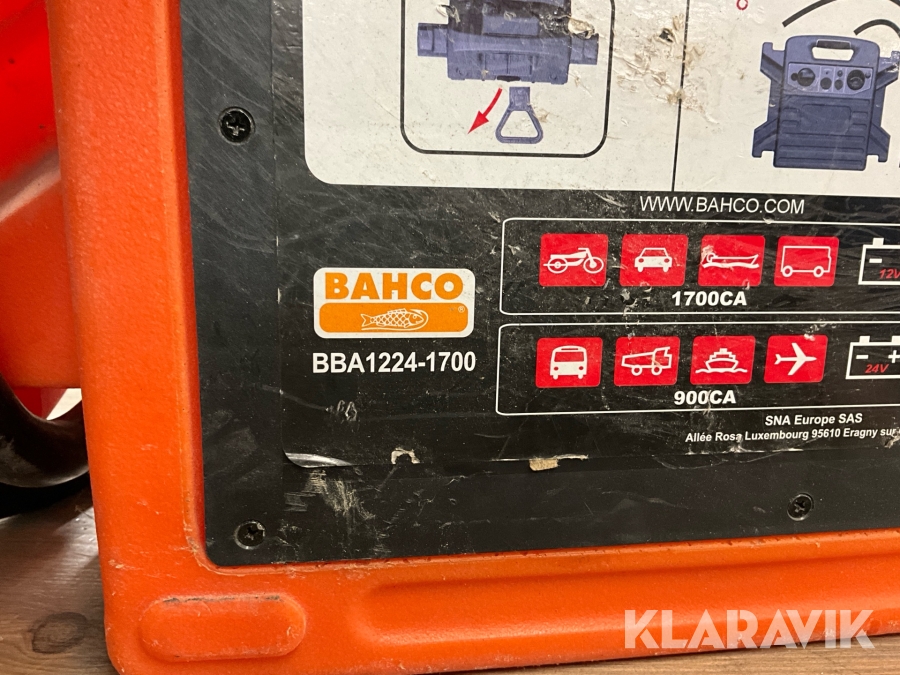 WWW.BAHCO.COM
12V
1700CA
BAHCO
®
BBA1224-1700
24V
900CA
SNA Europe SAS
Allée Rosa Luxembourg 95610 Eragny sur
KLARAVIK